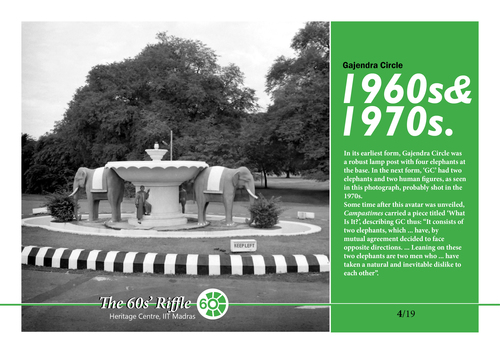 Gajendra Circle
1960s&
1970s.
In its earliest form, Gajendra Circle was
a robust lamp post with four elephants at
the base. In the next form, 'GC' had two
elephants and two human figures, as seen
in this photograph, probably shot in the
1970s.
Some time after this avatar was unveiled,
Campastimes carried a piece titled 'What
Is It?', describing GC thus: "It consists of
two elephants, which ... have, by
mutual agreement decided to face
opposite directions. ... Leaning on these
two elephants are two men who ... have
taken a natural and inevitable dislike to
each other".
KEEP LEFT
The 60s' Riffle
60
Heritage Centre, IIT Madras
4/19